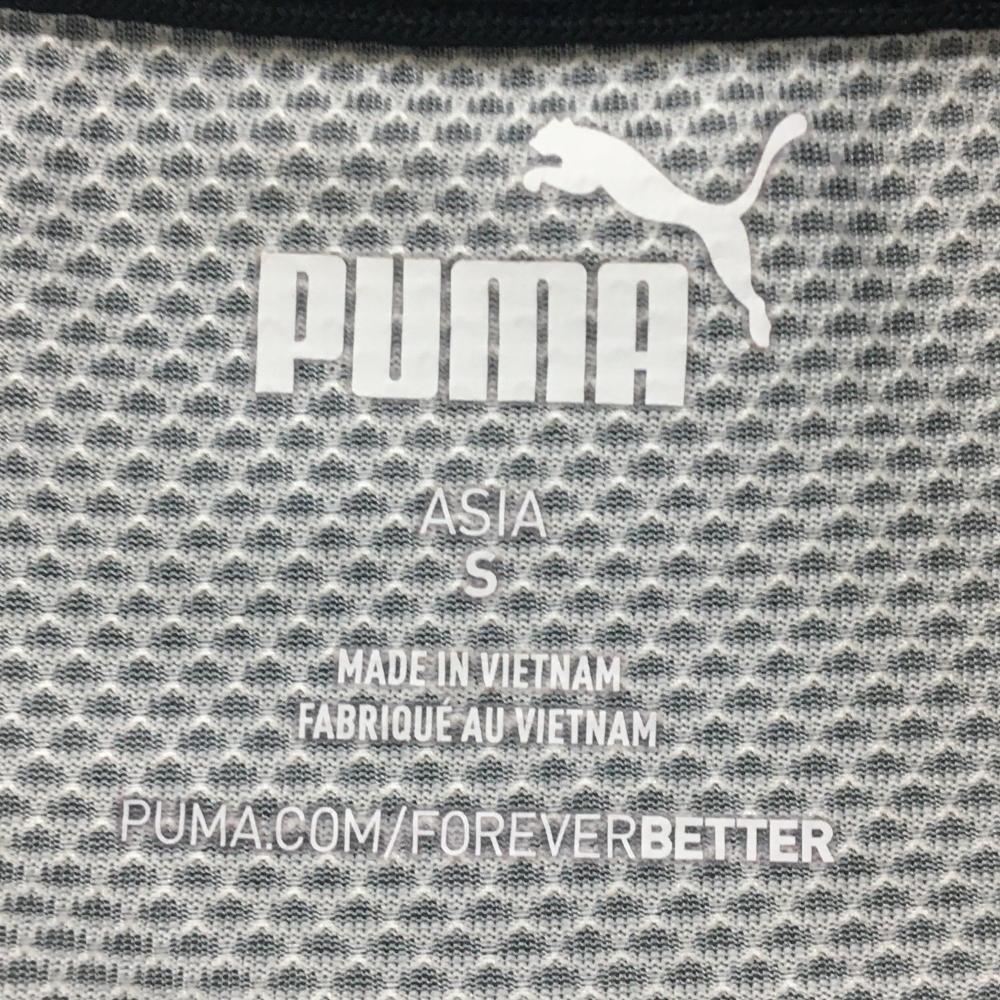 PUMA
ASIA
S
MADE IN VIETNAM
FABRIQUÉ AU VIETNAM
PUMA.COM/FOREVERBETTER